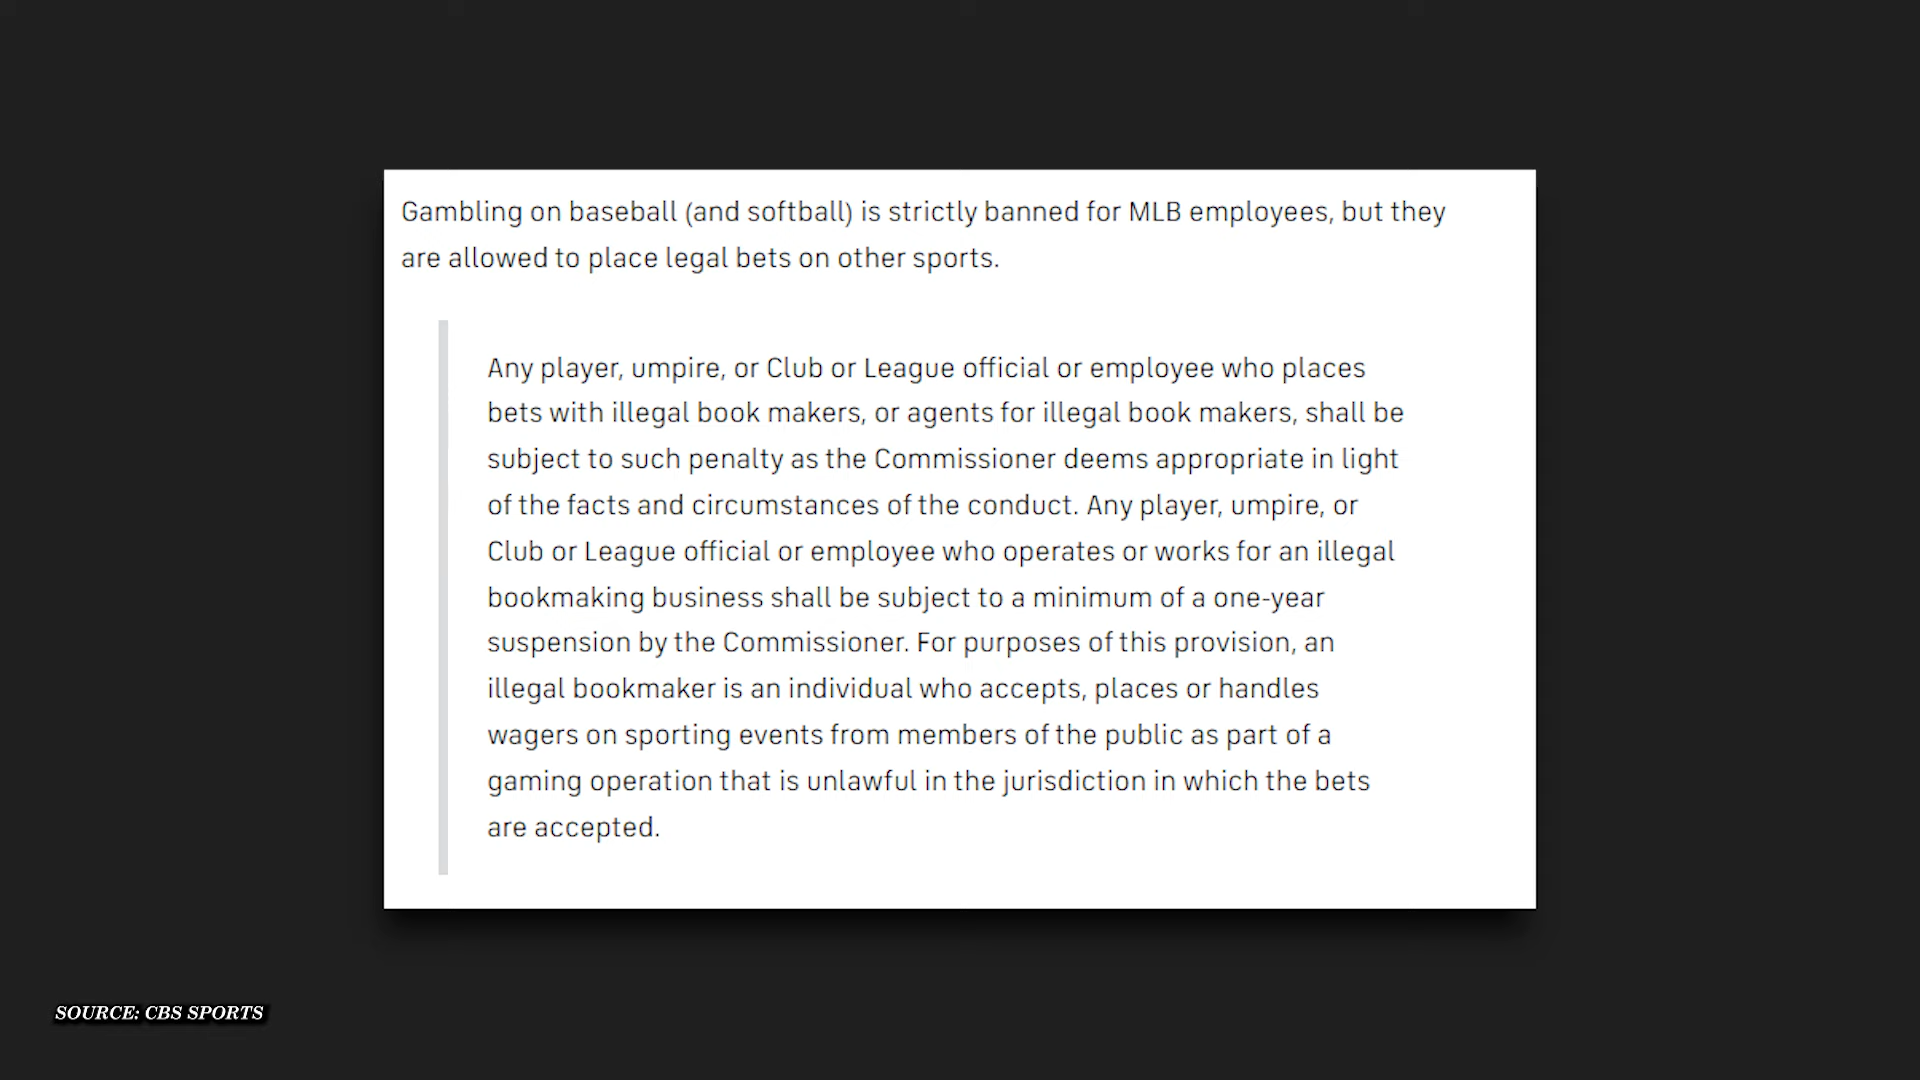 Gambling on baseball (and softball) is strictly banned for MLB employees, but they
are allowed to place legal bets on other sports.
Any player, umpire, or Club or League official or employee who places
bets with illegal book makers, or agents for illegal book makers, shall be
subject to such penalty as the Commissioner deems appropriate in light
of the facts and circumstances of the conduct. Any player, umpire, or
Club or League official or employee who operates or works for an illegal
bookmaking business shall be subject to a minimum of a one-year
suspension by the Commissioner. For purposes of this provision, an
illegal bookmaker is an individual who accepts, places or handles
wagers on sporting events from members of the public as part of a
gaming operation that is unlawful in the jurisdiction in which the bets
are accepted.
SOURCE: CBS SPORTS